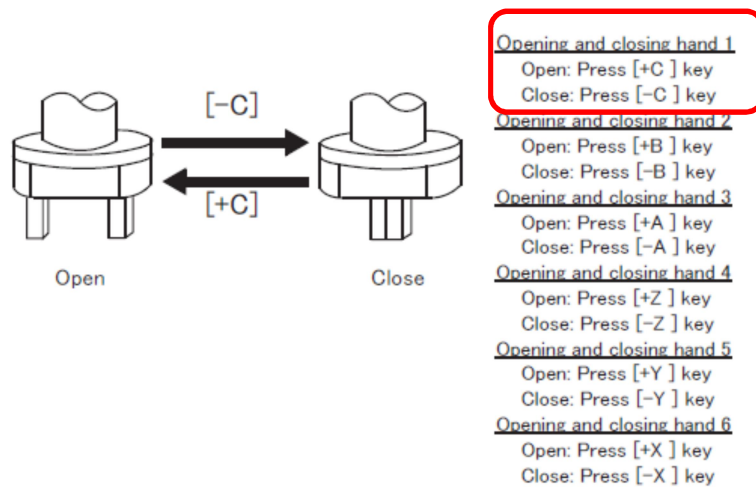 [-C]
[+C]
Open
Close
Opening and closing hand 1
Open: Press [+C ] key
Close: Press [-C ] key
Opening and closing hand 2
Open: Press [+B ] key
Close: Press [-B ] key
Opening and closing hand 3
Open: Press [+A ] key
Close: Press [-A ] key
Opening and closing hand 4
Open: Press [+Z ] key
Close: Press [-Z ] key
Opening and closing hand 5
Open: Press [+Y ] key
Close: Press [-Y ] key
Opening and closing hand 6
Open: Press [+X ] key
Close: Press [-X ] key